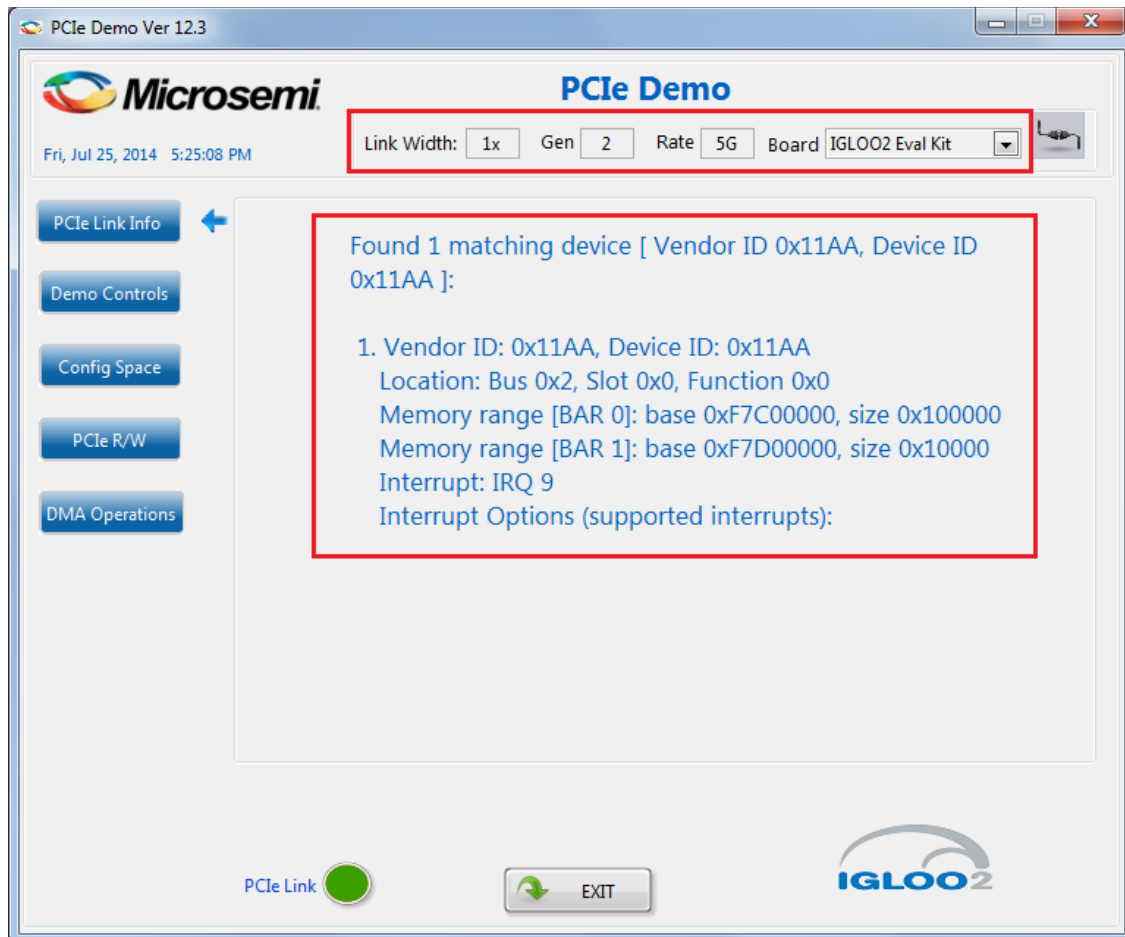 PCIe Demo Ver 12.3
Microsemi.
PCIe Demo
Fri, Jul 25, 2014 5:25:08 PM
Link Width: 1x Gen 2 Rate 5G Board IGLOO2 Eval Kit
PCIe Link Info
Demo Controls
Config Space
PCIe R/W
DMA Operations
Found 1 matching device [ Vendor ID 0x11AA, Device ID
0x11AA ]:
1. Vendor ID: 0x11AA, Device ID: 0x11AA
Location: Bus 0x2, Slot 0x0, Function 0x0
Memory range [BAR 0]: base 0xF7C00000, size 0x100000
Memory range [BAR 1]: base 0xF7D00000, size 0x10000
Interrupt: IRQ 9
Interrupt Options (supported interrupts):
PCIe Link
EXIT
IGLOO2